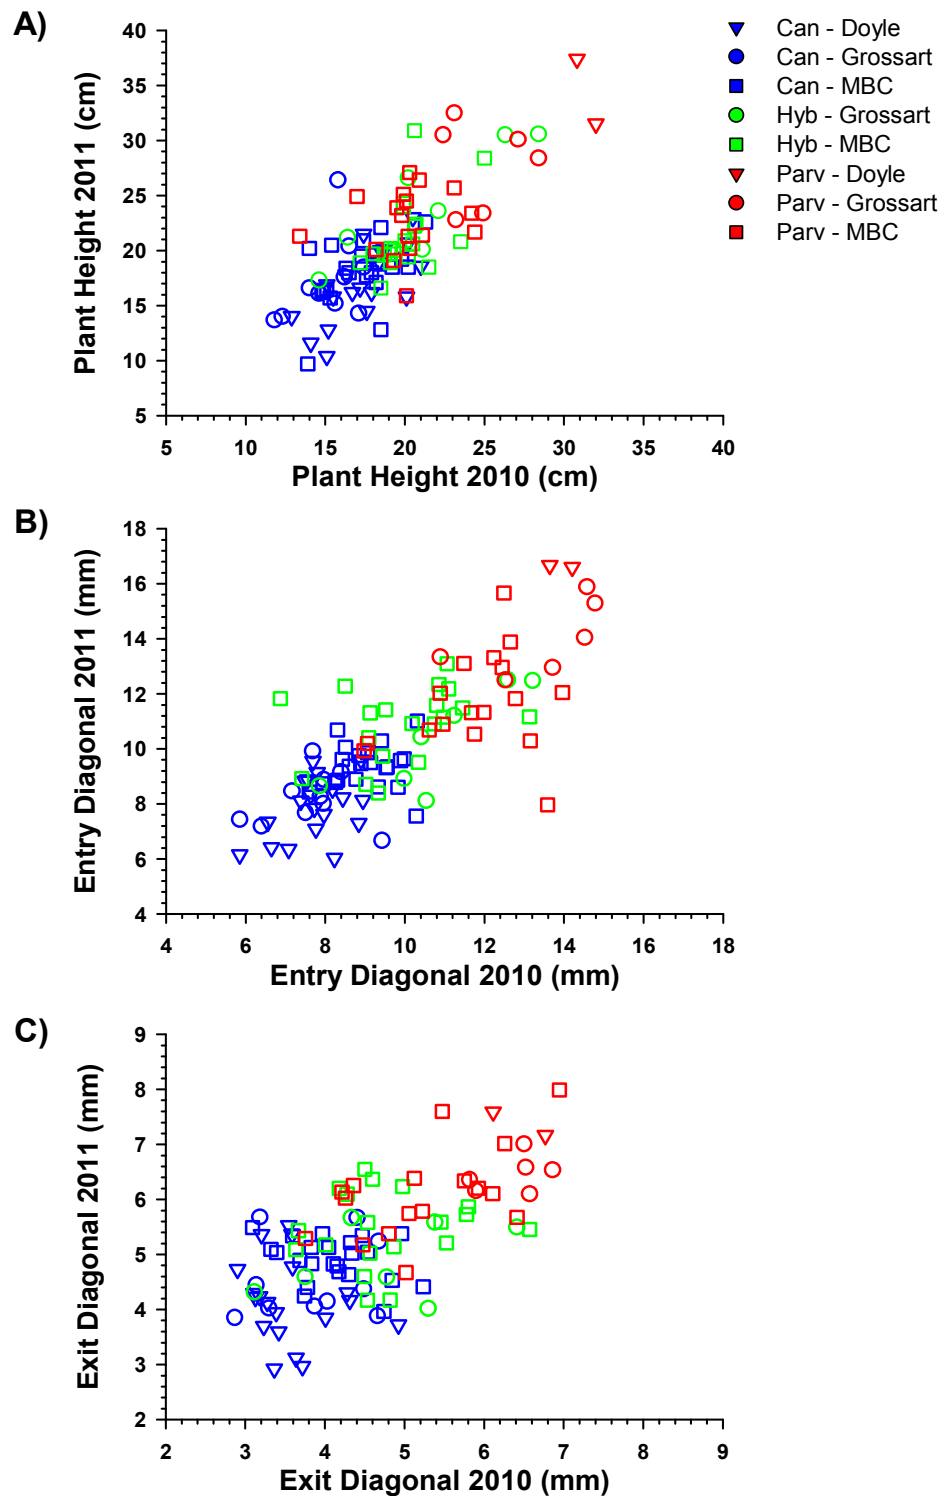 A)
40
35
30
25
20
15
10
5
5 10 15 20 25 30 35 40
Plant Height 2011 (cm)
Plant Height 2010 (cm)
Can - Doyle
Can - Grossart
Can - MBC
Hyb - Grossart
Hyb - MBC
Parv - Doyle
Parv - Grossart
Parv - MBC
B)
18
16
14
12
10
8
6
4
4 6 8 10 12 14 16 18
Entry Diagonal 2011 (mm)
Entry Diagonal 2010 (mm)
C)
9
8
7
6
5
4
3
2
2 3 4 5 6 7 8 9
Exit Diagonal 2011 (mm)
Exit Diagonal 2010 (mm)